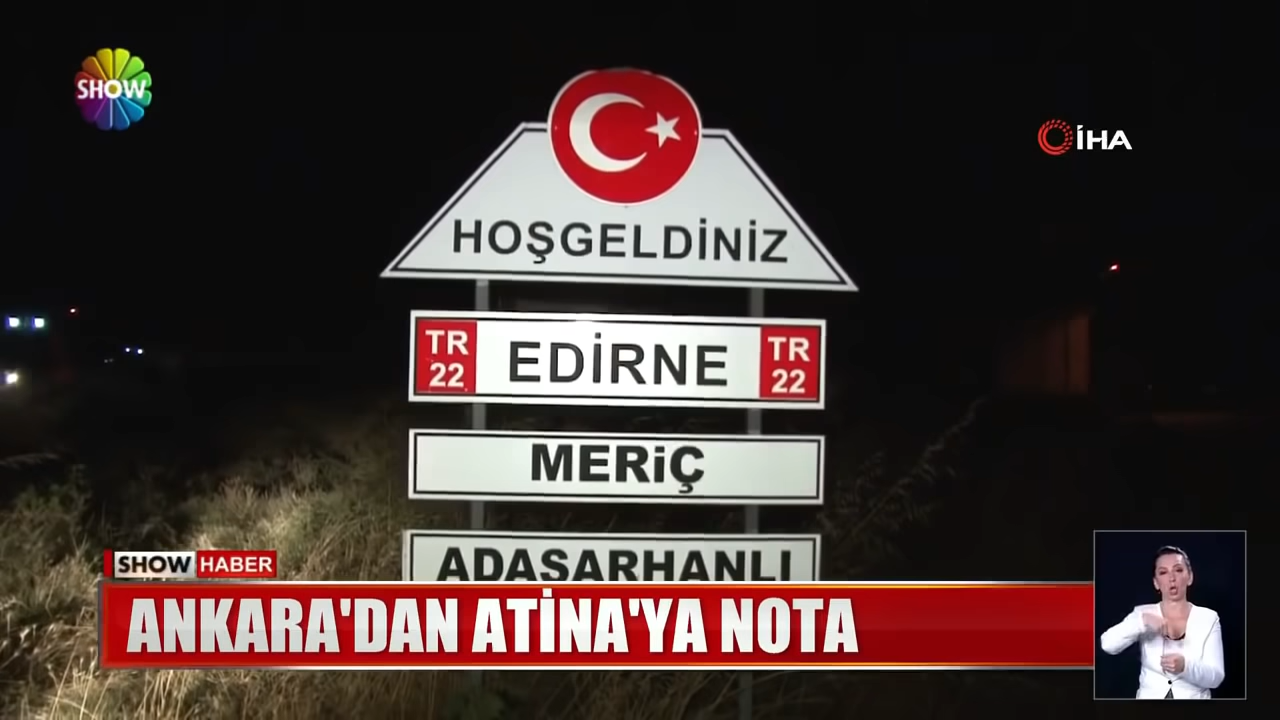 SHOW
İHA
HOŞGELDİNİZ
TR 22
EDİRNE
TR 22
MERİÇ
ADASARHANLI
SHOW HABER
ANKARA'DAN ATİNA'YA NOTA